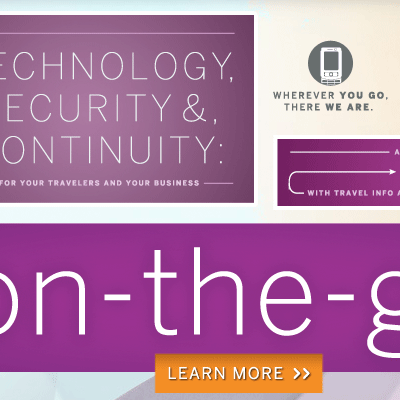 ECHNOLOGY,
ECURITY &,
ONTINUITY:
FOR YOUR TRAVELERS AND YOUR BUSINESS
WHEREVER YOU GO,
THERE WE ARE.
A
WITH TRAVEL INFO A
on-the-g
LEARN MORE >>